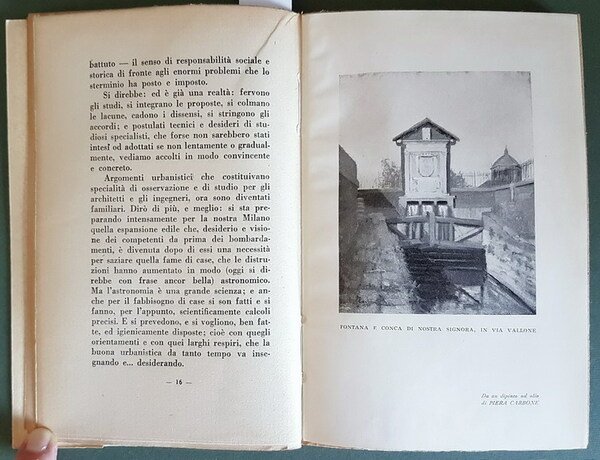 battuto — il senso di responsabilità sociale e
storica di fronte agli enormi problemi che lo
sterminio ha posto e imposto.
Si direbbe: ed è già una realtà: fervono
gli studi, si integrano le proposte, si colmano
le lacune, cadono i dissensi, si stringono gli
accordi; e postulati tecnici e desideri di stu-
diosi specialisti, che forse non sarebbero stati
intesi od adottati se non lentamente o gradual-
mente, vediamo accolti in modo convincente
e concreto.
Argomenti urbanistici che costituivano
specialità di osservazione e di studio per gli
architetti e gli ingegneri, ora sono diventati
familiari. Dirò di più, e meglio: si sta pre-
parando intensamente per la nostra Milano
quella espansione edile che, desiderio e visio-
ne dei competenti da prima dei bombarda-
menti, è divenuta dopo di essi una necessità
per saziare quella fame di case, che le distru-
zioni hanno aumentato in modo (oggi si di-
rebbe con frase ancor bella) astronomico.
Ma l'astronomia è una grande scienza; e an-
che per il fabbisogno di case si son fatti e si
fanno, per l'appunto, scientificamente calcoli
precisi. E si prevedono, e si vogliono, ben fat-
te, ed igienicamente disposte; cioè con quegli
orientamenti e con quei larghi respiri, che la
buona urbanistica da tanto tempo va inse-
gnando e... desiderando.
— 16 —
FONTANA E CONCA DI NOSTRA SIGNORA, IN VIA VALLONE
Da un dipinto ad olio
di PIERA CARBONE